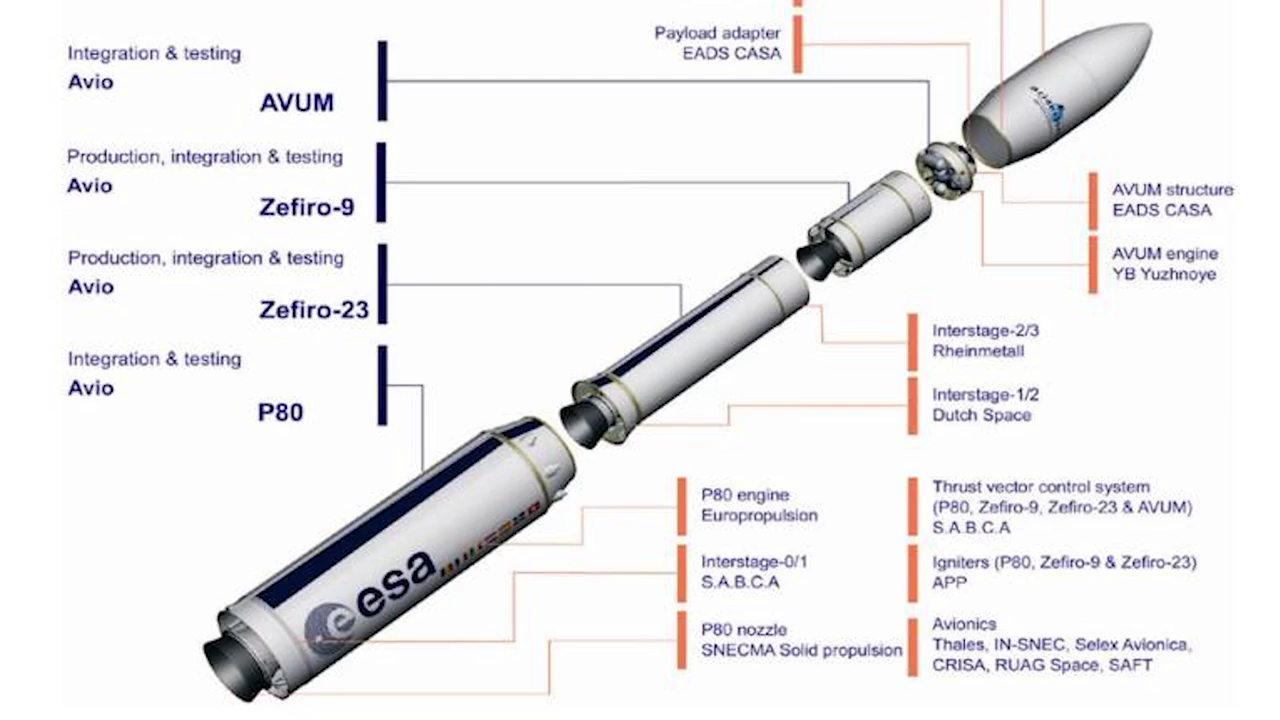 Payload adapter
EADS CASA
Integration & testing
Avio
AVUM
Production, integration & testing
Avio
Zefiro-9
Production, integration & testing
Avio
Zefiro-23
Integration & testing
Avio
P80
AVUM structure
EADS CASA
AVUM engine
YB Yuzhnoye
Interstage-2/3
Rheinmetall
Interstage-1/2
Dutch Space
P80 engine
Europropulsion
Interstage-0/1
S.A.B.C.A
P80 nozzle
SNECMA Solid propulsion
Thrust vector control system
(P80, Zefiro-9, Zefiro-23 & AVUM)
S.A.B.C.A
Igniters (P80, Zefiro-9 & Zefiro-23)
APP
Avionics
Thales, IN-SNEC, Selex Avionica,
CRISA, RUAG Space, SAFT
esa